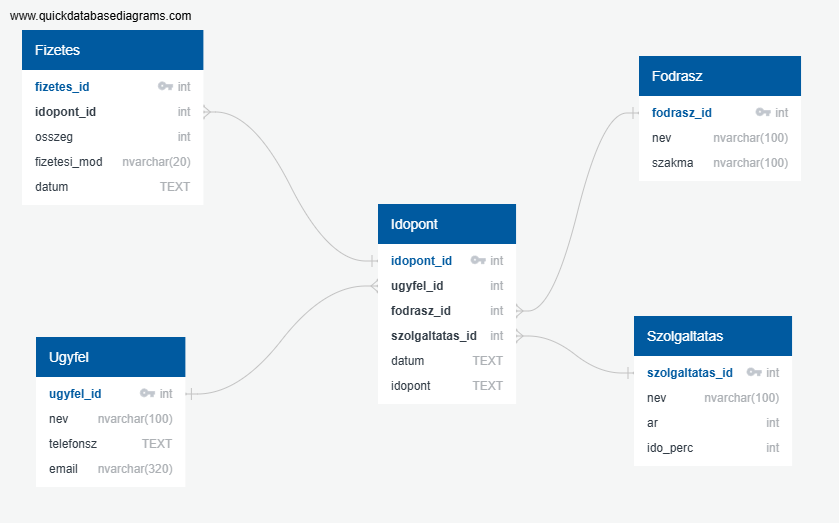 www.quickdatabasediagrams.com
Fizetes
fizetes_id int
idopont_id int
osszeg int
fizetesi_mod nvarchar(20)
datum TEXT
Ugyfel
ugyfel_id int
nev nvarchar(100)
telefonsz TEXT
email nvarchar(320)
Idopont
idopont_id int
ugyfel_id int
fodrasz_id int
szolgaltatas_id int
datum TEXT
idopont TEXT
Fodrasz
fodrasz_id int
nev nvarchar(100)
szakma nvarchar(100)
Szolgaltatas
szolgaltatas_id int
nev nvarchar(100)
ar int
ido_perc int